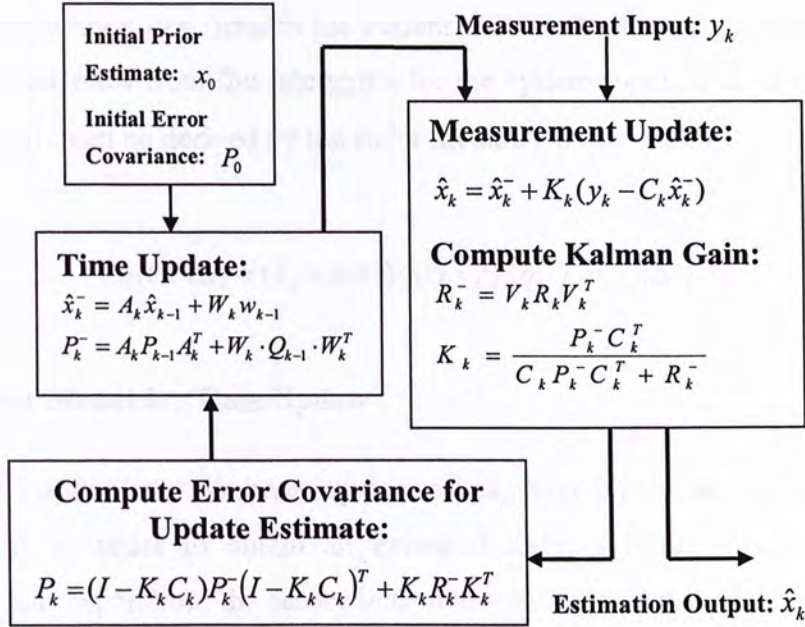 Initial Prior
Estimate: x_0
Initial Error
Covariance: P_0
Measurement Input: y_k
Measurement Update:
x̂_k = x̂_k^- + K_k(y_k − C_k x̂_k^-)
Compute Kalman Gain:
R_k^- = V_k R_k V_k^T
K_k = P_k^- C_k^T / (C_k P_k^- C_k^T + R_k^-)
Time Update:
x̂_k^- = A_k x̂_{k-1} + W_k w_{k-1}
P_k^- = A_k P_{k-1} A_k^T + W_k · Q_{k-1} · W_k^T
Compute Error Covariance for
Update Estimate:
P_k = (I − K_k C_k)P_k^-(I − K_k C_k)^T + K_k R_k^- K_k^T
Estimation Output: x̂_k